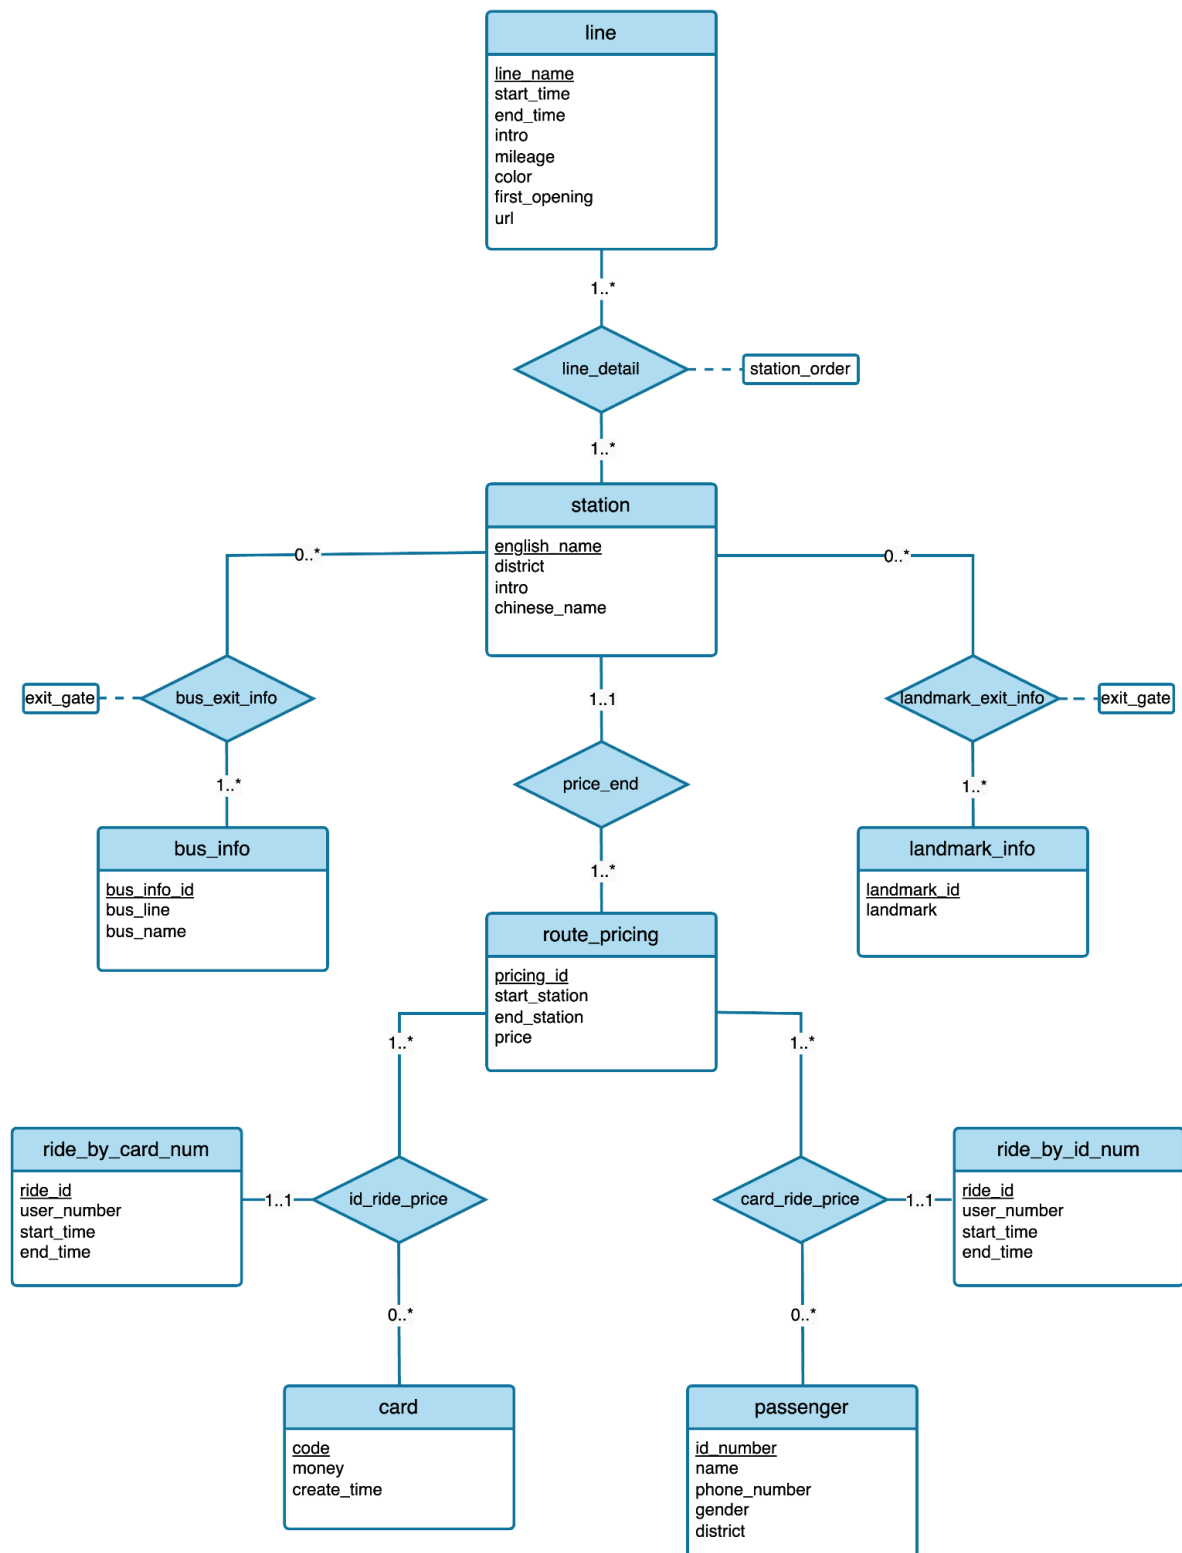 line
line_name
start_time
end_time
intro
mileage
color
first_opening
url
1..*
line_detail
station_order
1..*
station
english_name
district
intro
chinese_name
0..*
0..*
exit_gate
bus_exit_info
1..1
landmark_exit_info
exit_gate
1..*
price_end
1..*
bus_info
bus_info_id
bus_line
bus_name
landmark_info
landmark_id
landmark
1..*
route_pricing
pricing_id
start_station
end_station
price
1..*
1..*
ride_by_card_num
ride_id
user_number
start_time
end_time
1..1
id_ride_price
card_ride_price
1..1
ride_by_id_num
ride_id
user_number
start_time
end_time
0..*
0..*
card
code
money
create_time
passenger
id_number
name
phone_number
gender
district